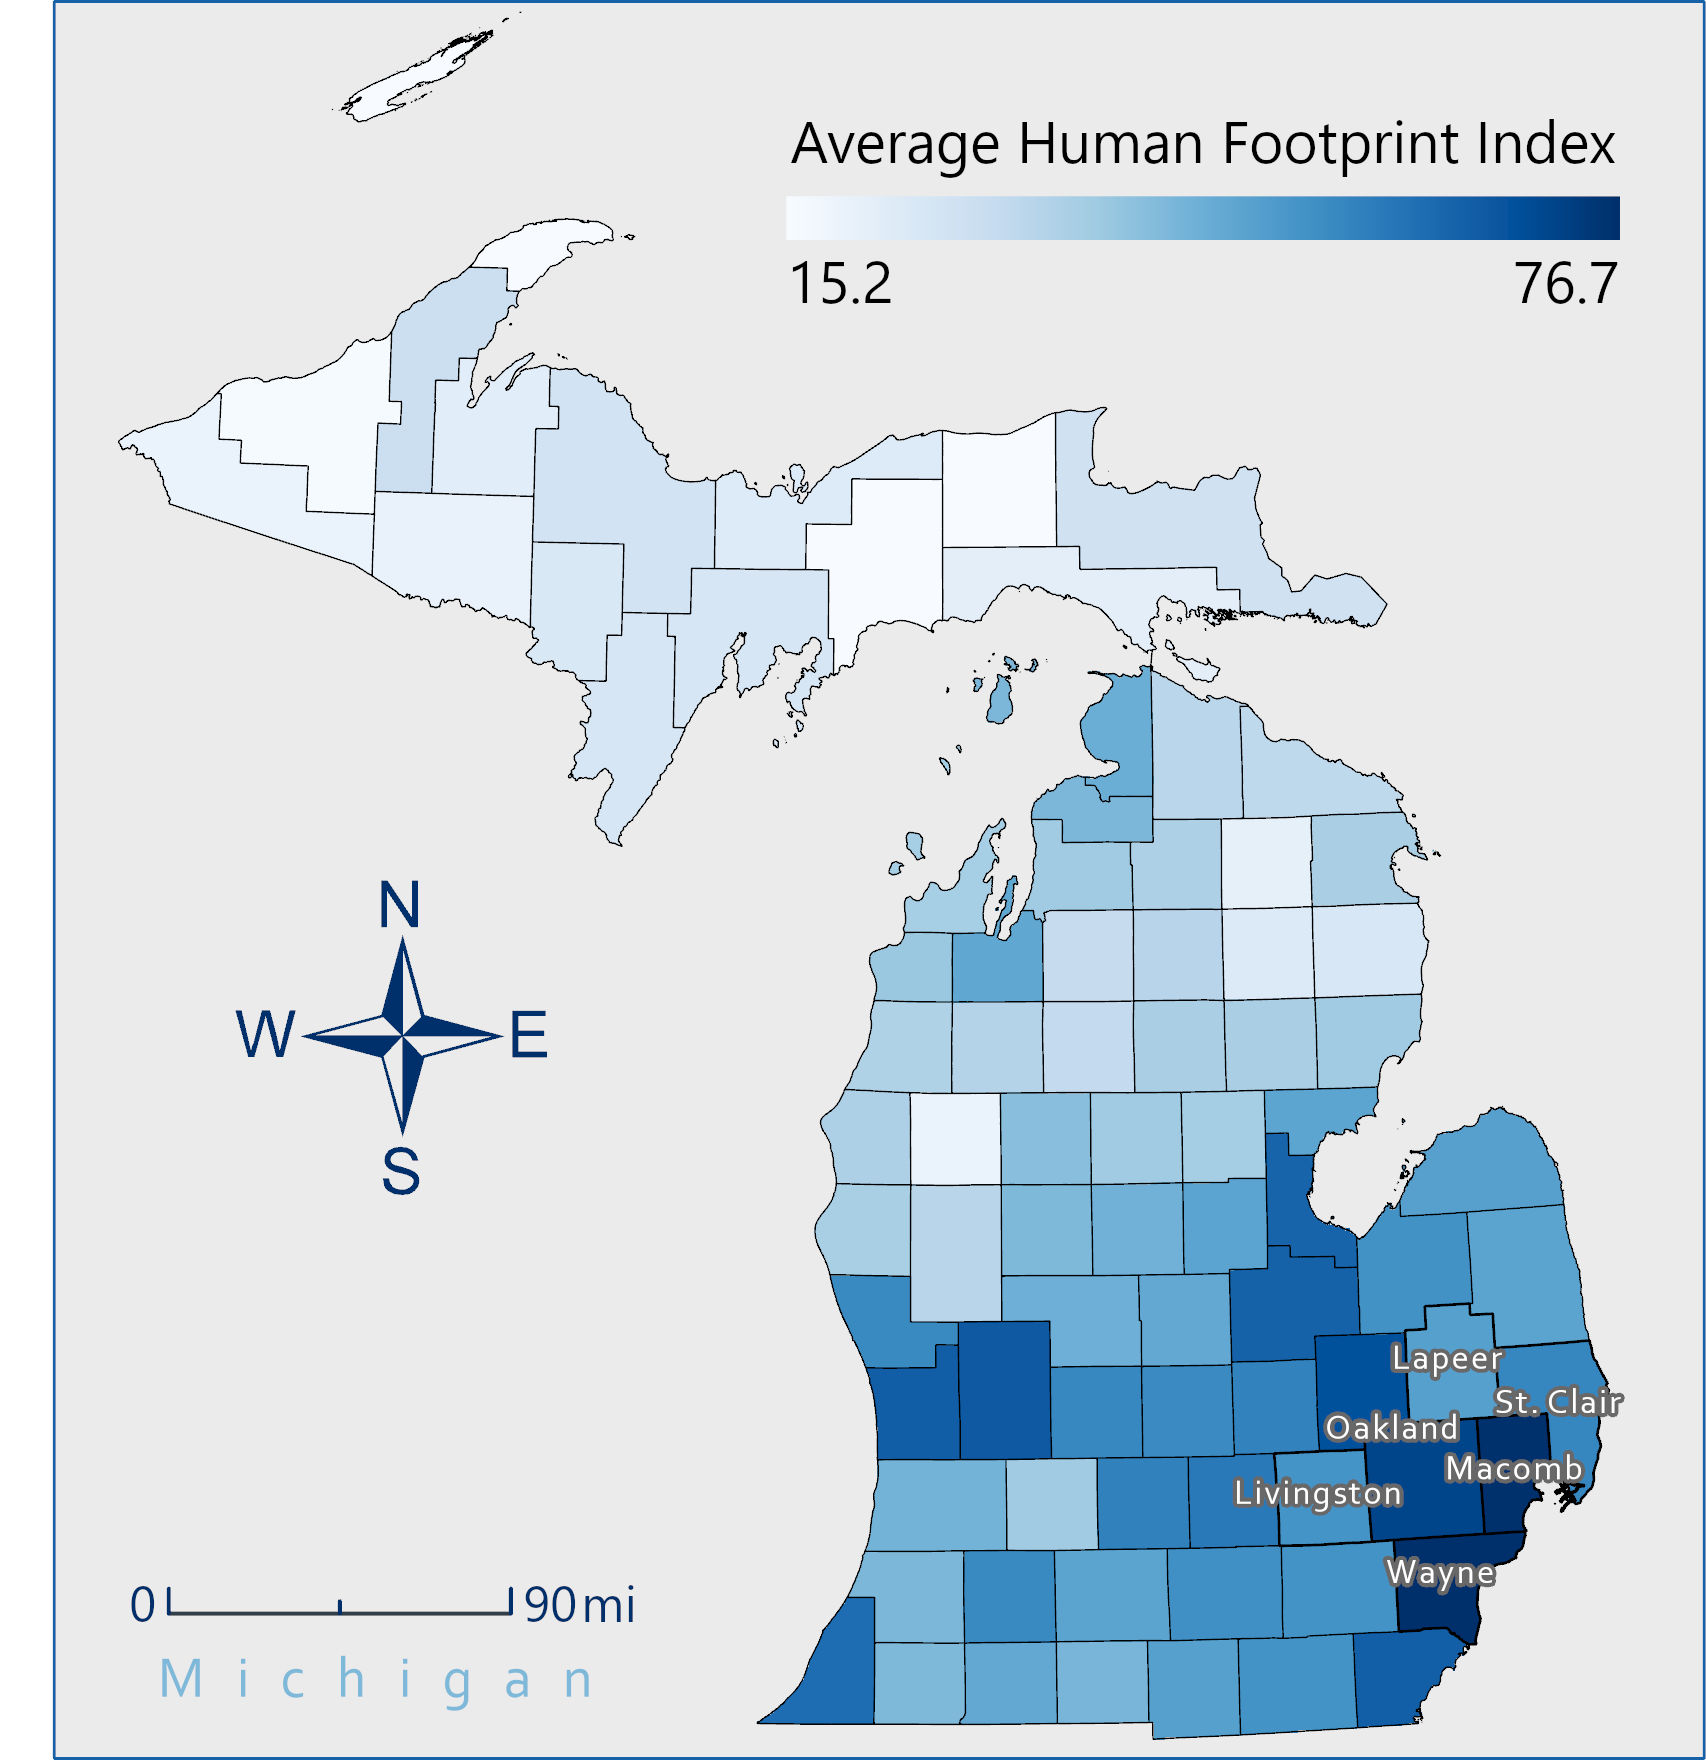 Average Human Footprint Index
15.2
76.7
N
W
E
S
Lapeer
St. Clair
Oakland
Macomb
Livingston
Wayne
0
90mi
Michigan